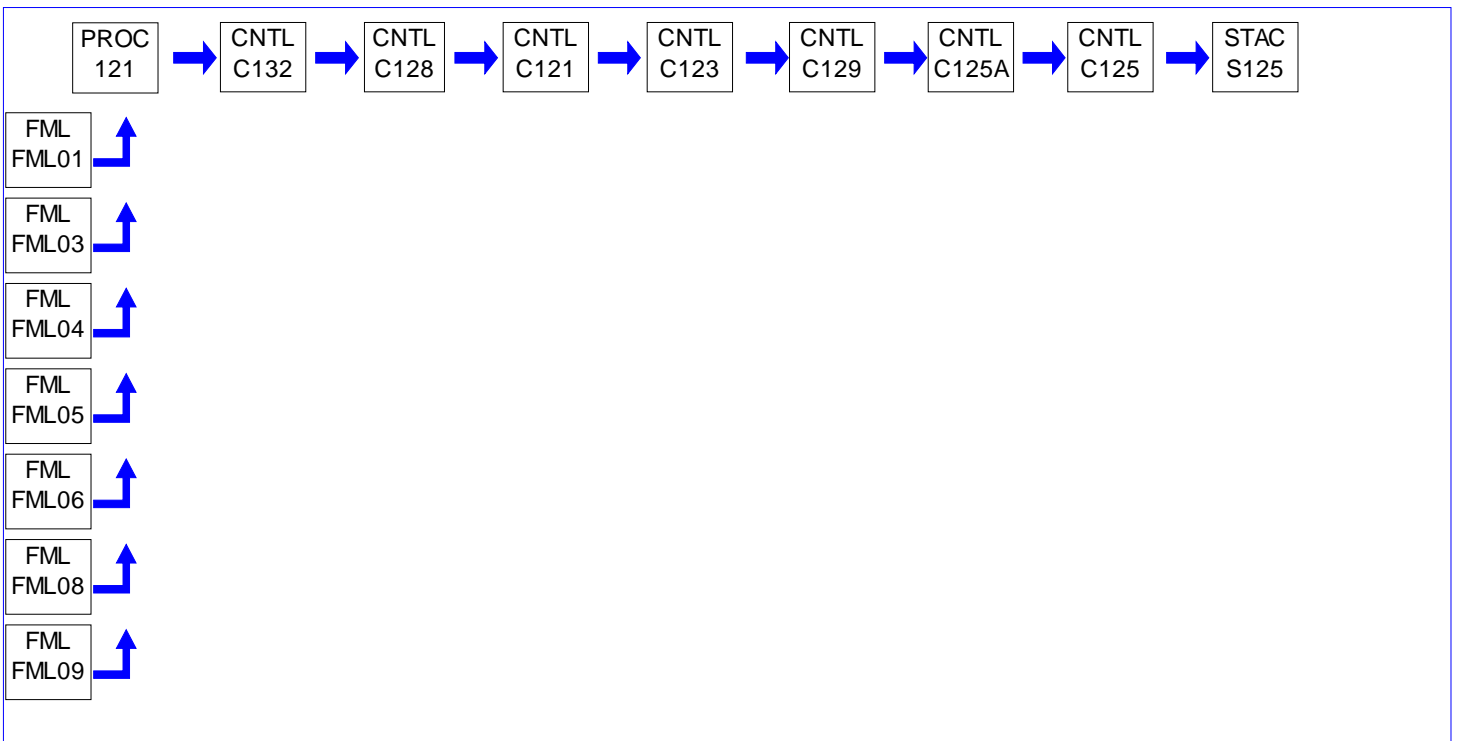 PROC
121
CNTL
C132
CNTL
C128
CNTL
C121
CNTL
C123
CNTL
C129
CNTL
C125A
CNTL
C125
STAC
S125
FML
FML01
FML
FML03
FML
FML04
FML
FML05
FML
FML06
FML
FML08
FML
FML09